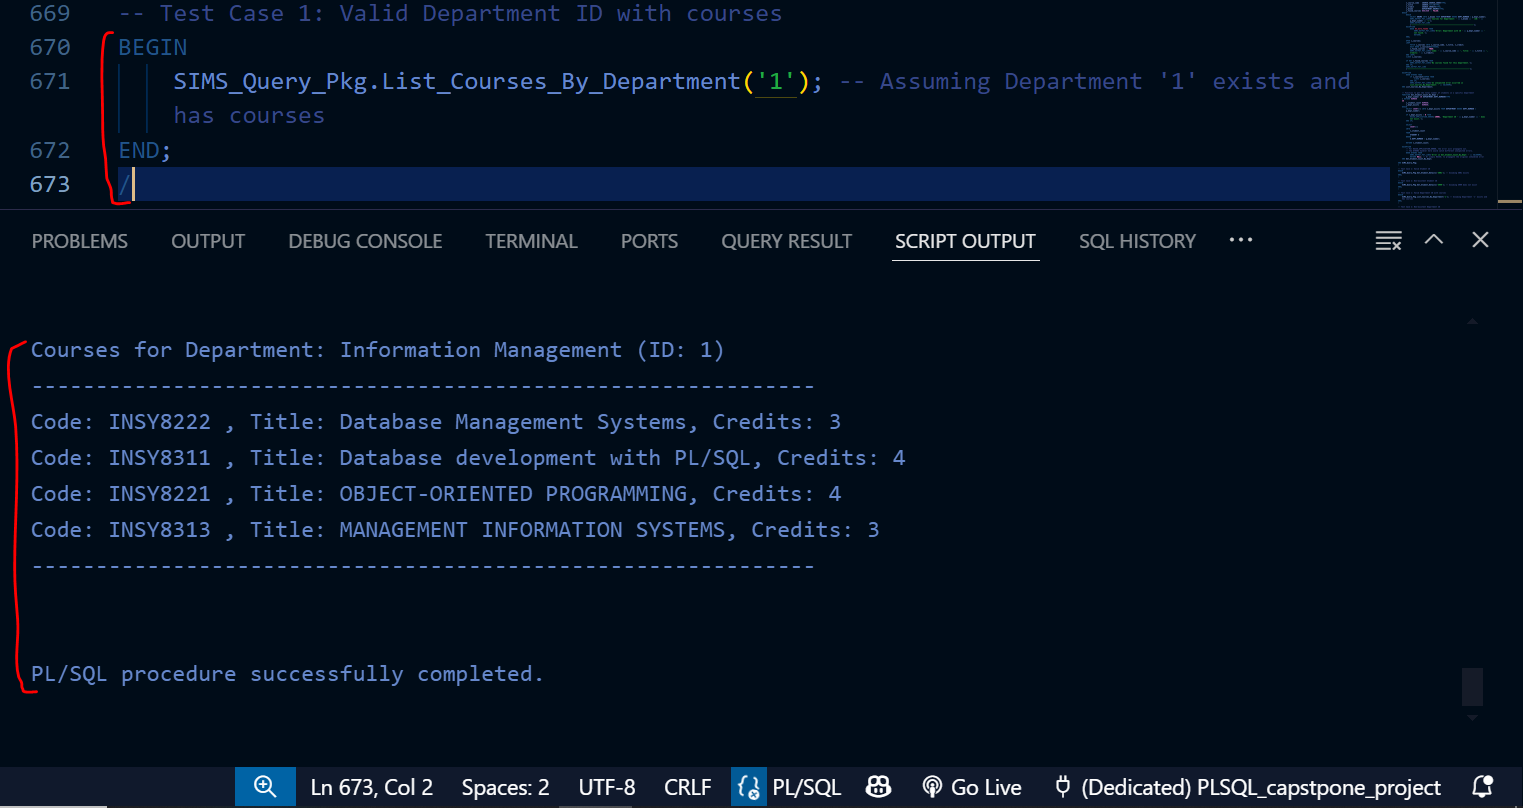 669 -- Test Case 1: Valid Department ID with courses
670 BEGIN
671 SIMS_Query_Pkg.List_Courses_By_Department('1'); -- Assuming Department '1' exists and
has courses
672 END;
673 /
PROBLEMS OUTPUT DEBUG CONSOLE TERMINAL PORTS QUERY RESULT SCRIPT OUTPUT SQL HISTORY ···
Courses for Department: Information Management (ID: 1)
-------------------------------------------------------------
Code: INSY8222 , Title: Database Management Systems, Credits: 3
Code: INSY8311 , Title: Database development with PL/SQL, Credits: 4
Code: INSY8221 , Title: OBJECT-ORIENTED PROGRAMMING, Credits: 4
Code: INSY8313 , Title: MANAGEMENT INFORMATION SYSTEMS, Credits: 3
-------------------------------------------------------------
PL/SQL procedure successfully completed.
Ln 673, Col 2 Spaces: 2 UTF-8 CRLF PL/SQL Go Live (Dedicated) PLSQL_capstpone_project